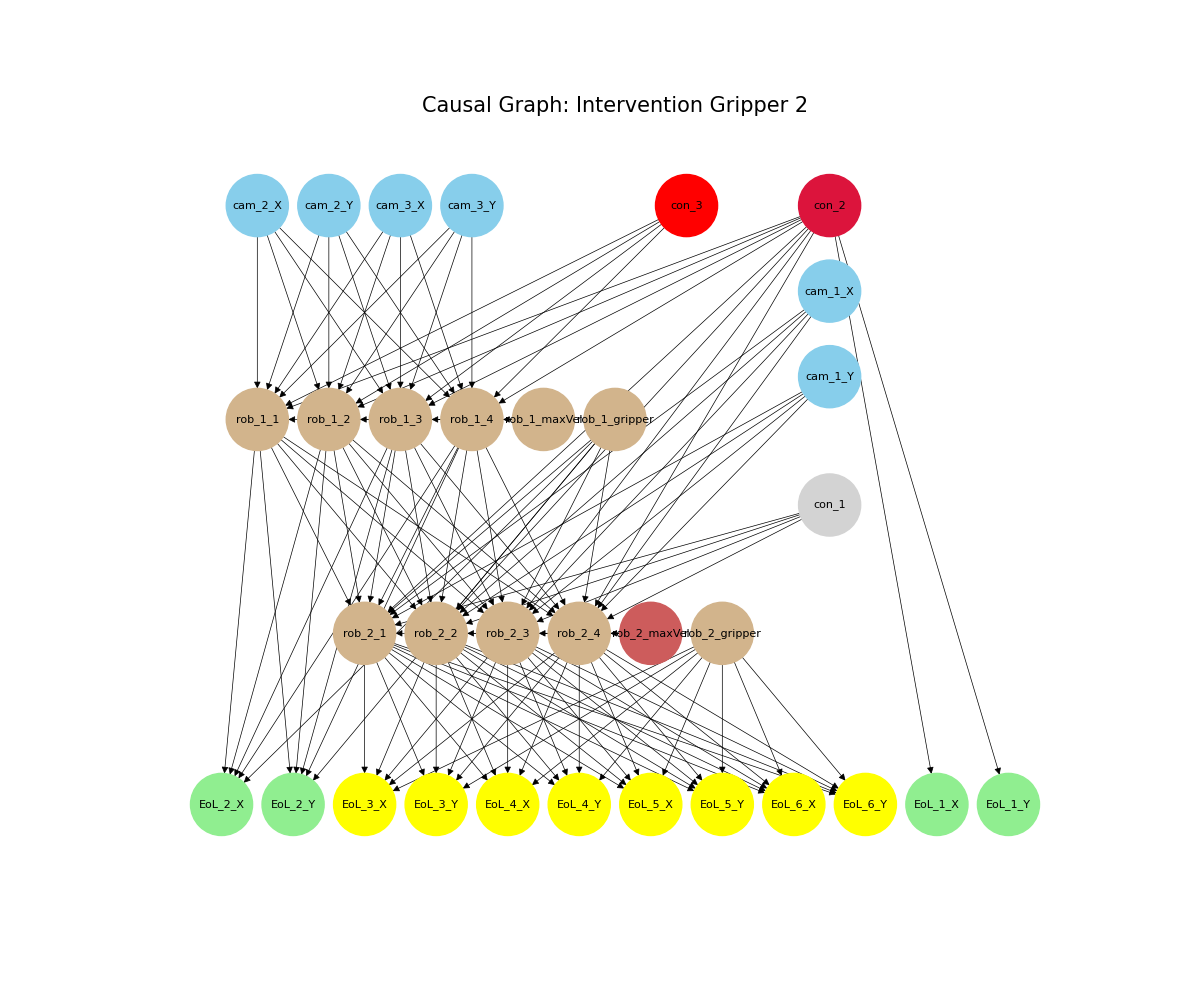 Causal Graph: Intervention Gripper 2
cam_2_X cam_2_Y cam_3_X cam_3_Y con_3 con_2
cam_1_X
cam_1_Y
rob_1_1 rob_1_2 rob_1_3 rob_1_4 rob_1_maxVel rob_1_gripper
con_1
rob_2_1 rob_2_2 rob_2_3 rob_2_4 rob_2_maxVel rob_2_gripper
EoL_2_X EoL_2_Y EoL_3_X EoL_3_Y EoL_4_X EoL_4_Y EoL_5_X EoL_5_Y EoL_6_X EoL_6_Y EoL_1_X EoL_1_Y